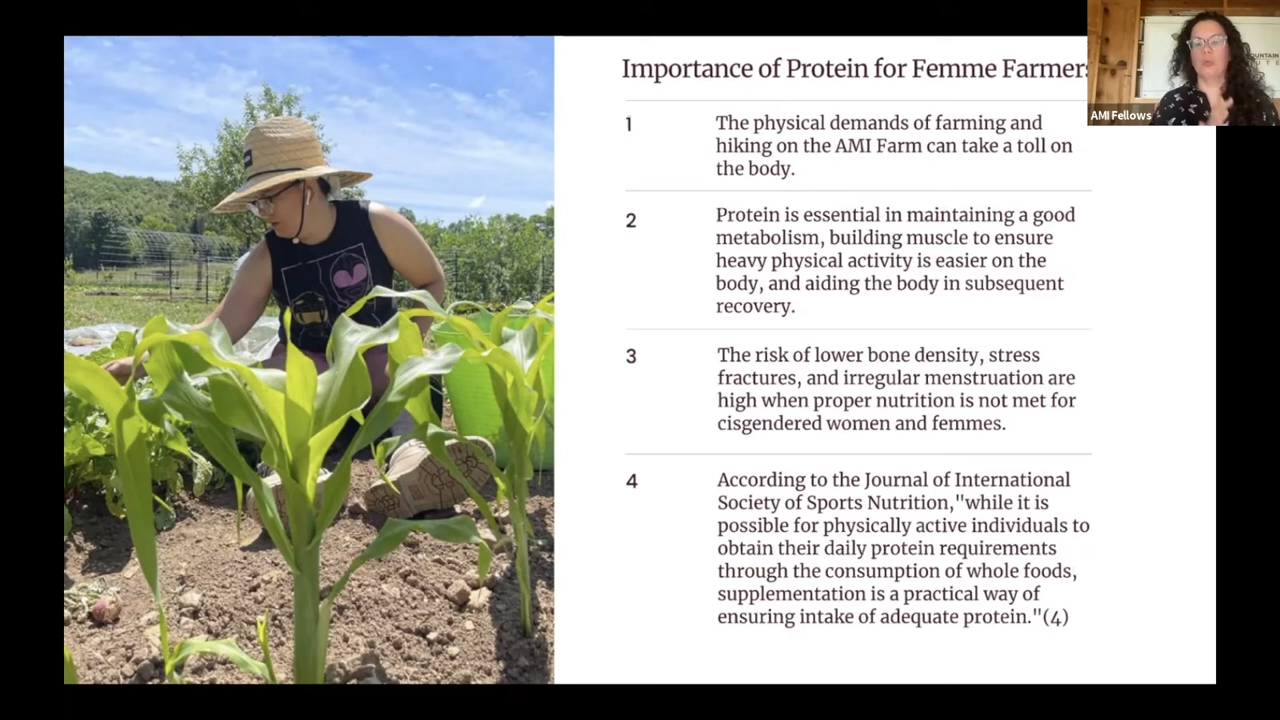 Importance of Protein for Femme Farmers
1
The physical demands of farming and
hiking on the AMI Farm can take a toll on
the body.
2
Protein is essential in maintaining a good
metabolism, building muscle to ensure
heavy physical activity is easier on the
body, and aiding the body in subsequent
recovery.
3
The risk of lower bone density, stress
fractures, and irregular menstruation are
high when proper nutrition is not met for
cisgendered women and femmes.
4
According to the Journal of International
Society of Sports Nutrition,"while it is
possible for physically active individuals to
obtain their daily protein requirements
through the consumption of whole foods,
supplementation is a practical way of
ensuring intake of adequate protein."(4)
AMI Fellows